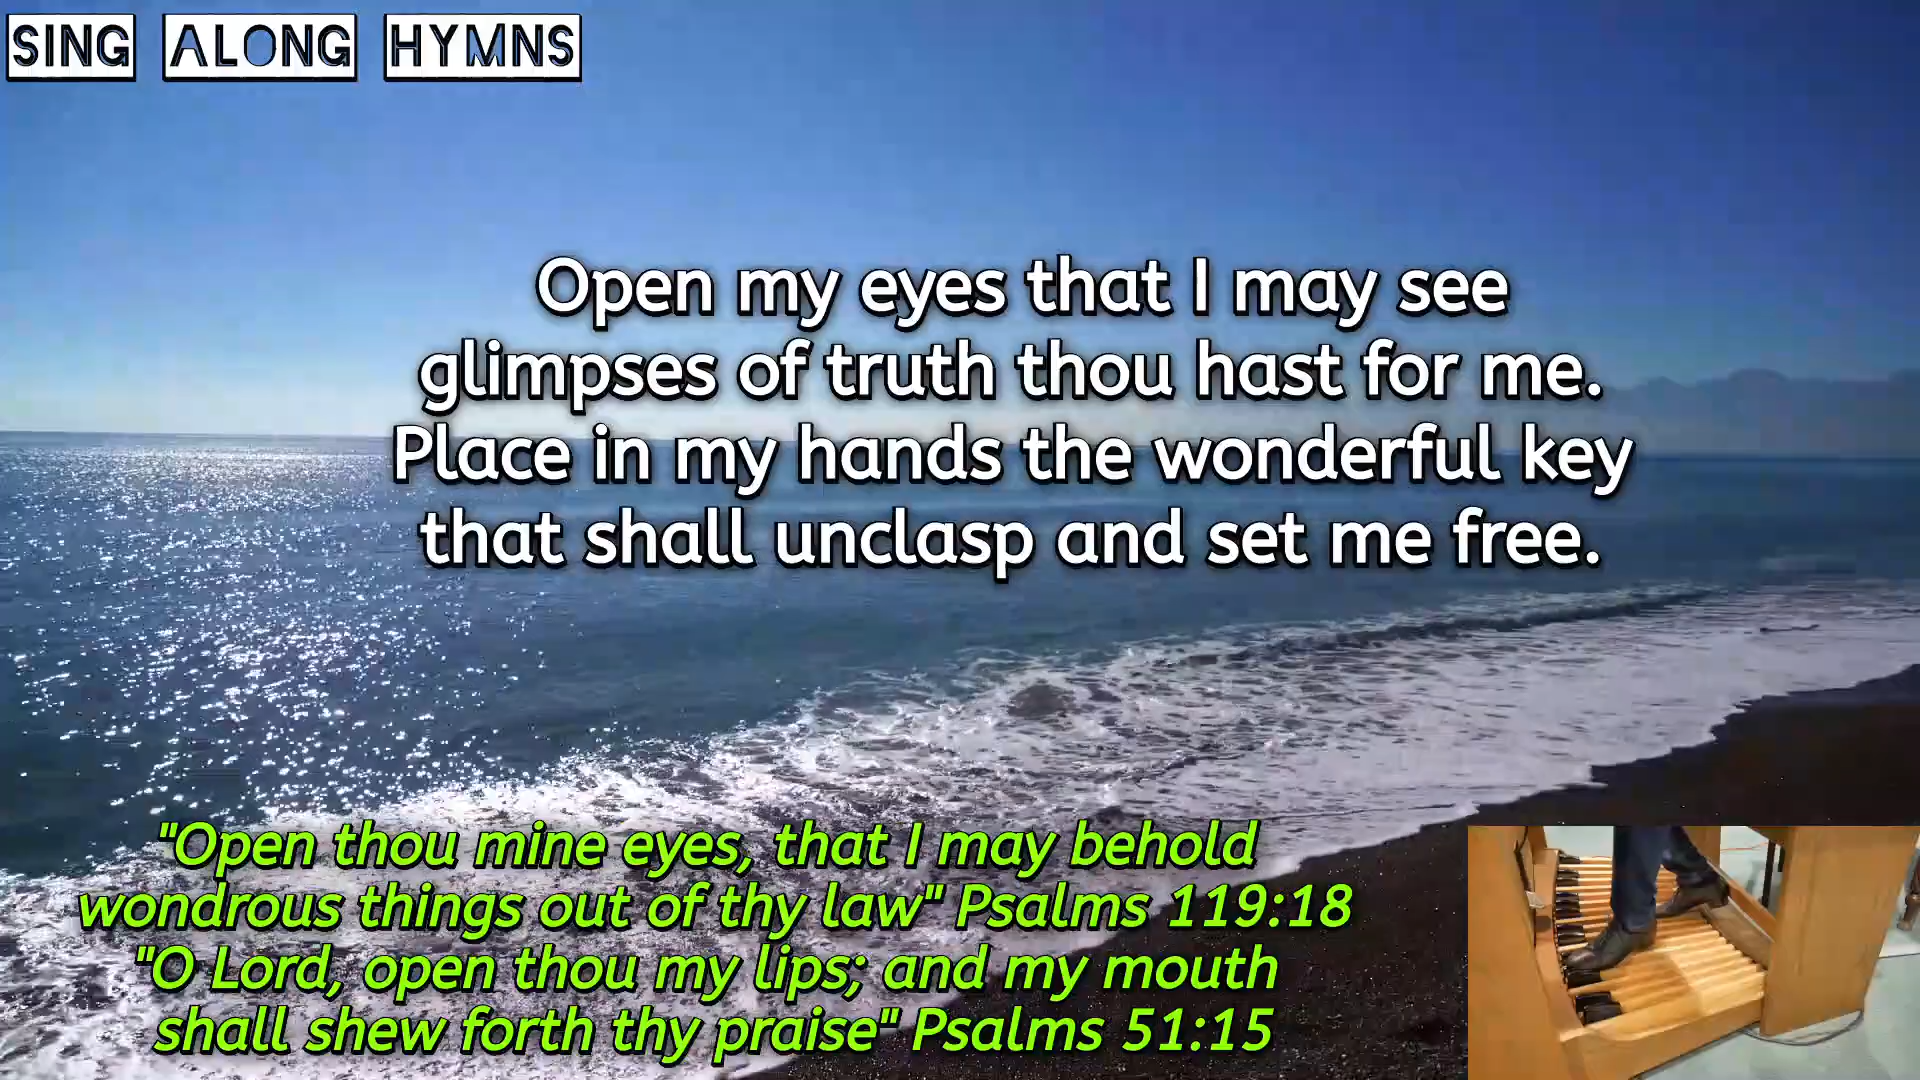 SING ALONG HYMNS
Open my eyes that I may see
glimpses of truth thou hast for me.
Place in my hands the wonderful key
that shall unclasp and set me free.
"Open thou mine eyes, that I may behold
wondrous things out of thy law" Psalms 119:18
"O Lord, open thou my lips; and my mouth
shall shew forth thy praise" Psalms 51:15